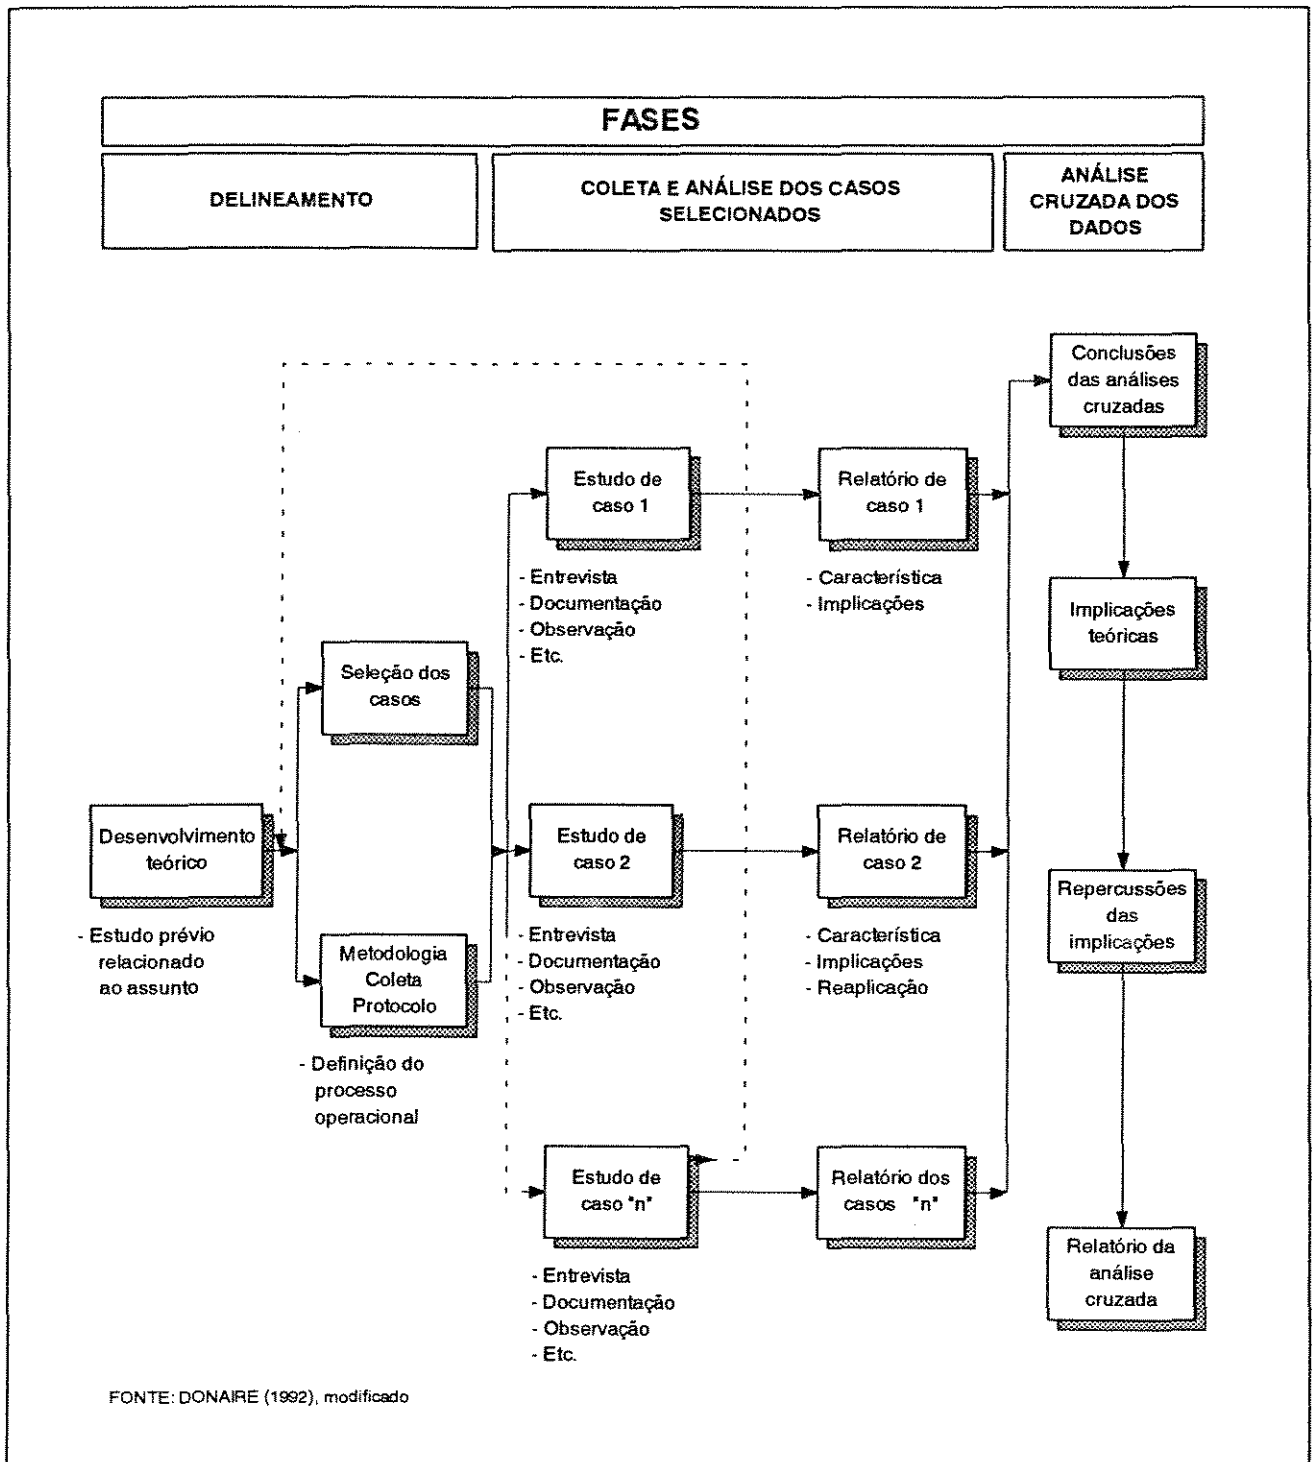 FASES
DELINEAMENTO
COLETA E ANÁLISE DOS CASOS
SELECIONADOS
ANÁLISE
CRUZADA DOS
DADOS
Conclusões
das análises
cruzadas
Estudo de
caso 1
- Entrevista
- Documentação
- Observação
- Etc.
Relatório de
caso 1
- Característica
- Implicações
Implicações
teóricas
Seleção dos
casos
Desenvolvimento
teórico
- Estudo prévio
relacionado
ao assunto
Metodologia
Coleta
Protocolo
- Definição do
processo
operacional
Estudo de
caso 2
- Entrevista
- Documentação
- Observação
- Etc.
Relatório de
caso 2
- Característica
- Implicações
- Reaplicação
Repercussões
das
implicações
Estudo de
caso "n"
- Entrevista
- Documentação
- Observação
- Etc.
Relatório dos
casos "n"
Relatório da
análise
cruzada
FONTE: DONAIRE (1992), modificado